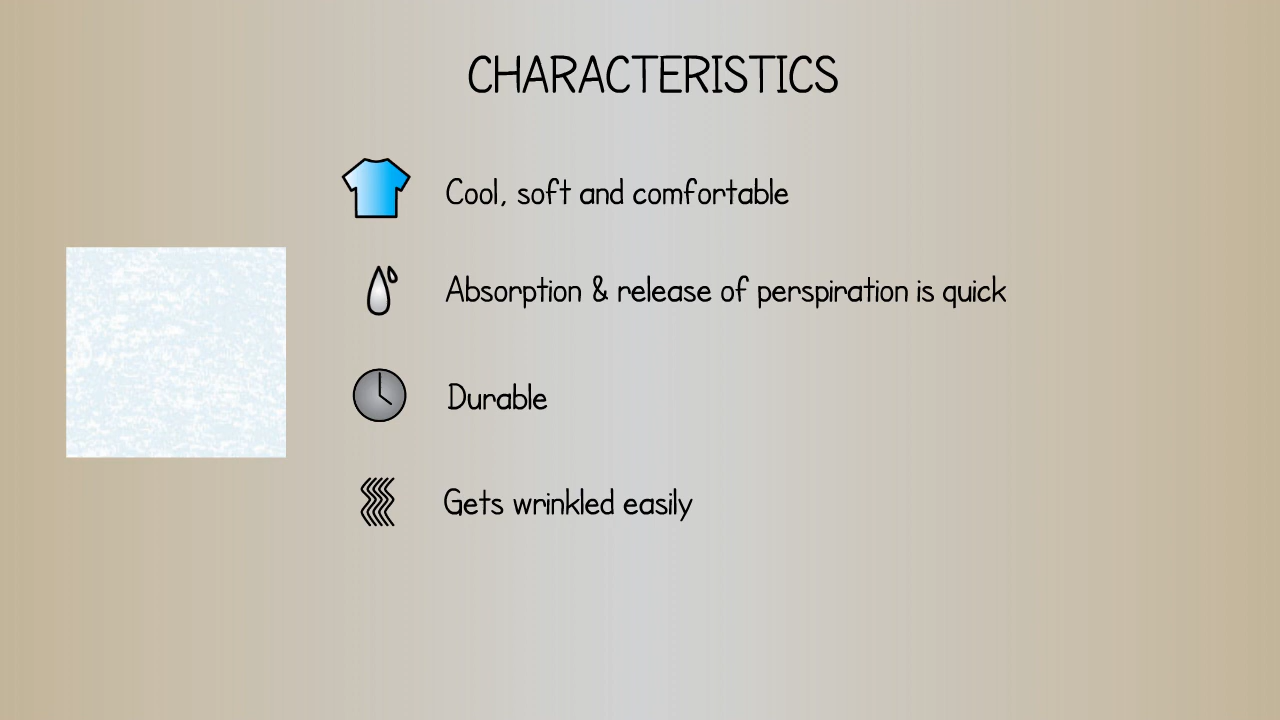 CHARACTERISTICS
Cool, soft and comfortable
Absorption & release of perspiration is quick
Durable
Gets wrinkled easily